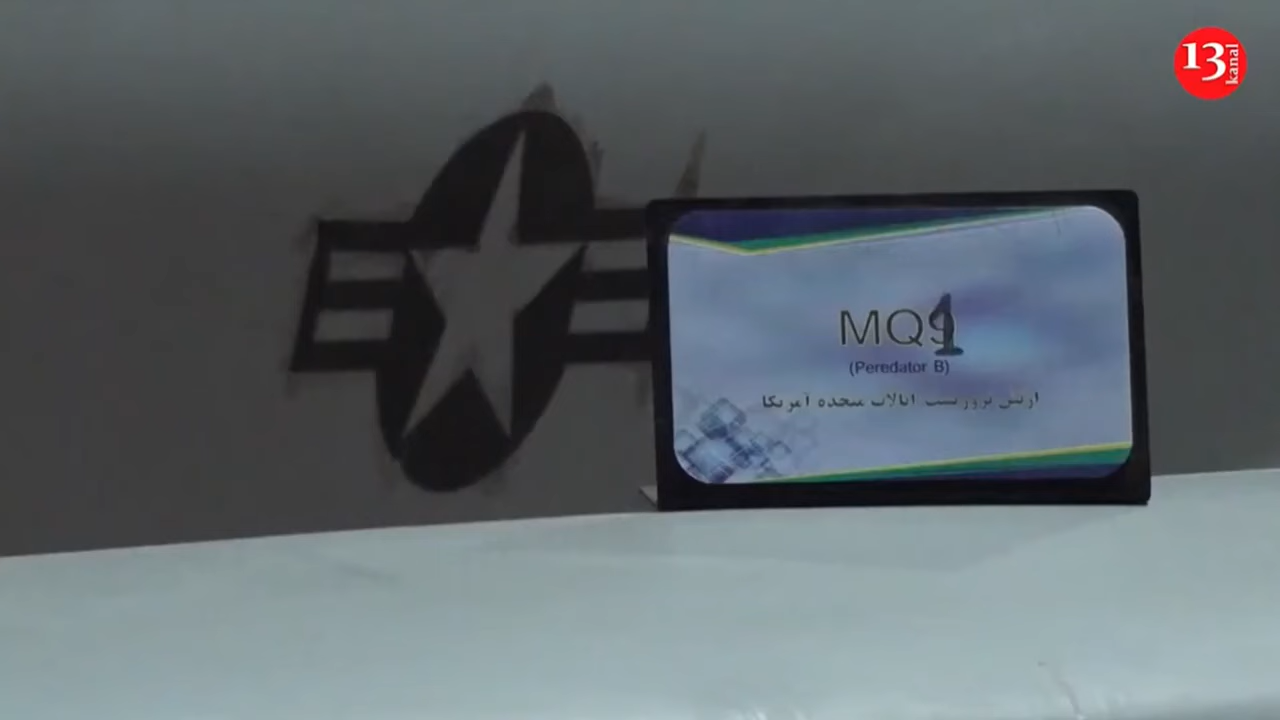 13 kanal
MQ1
(Peredator B)
ارتش تروریست ایالات متحده آمریکا